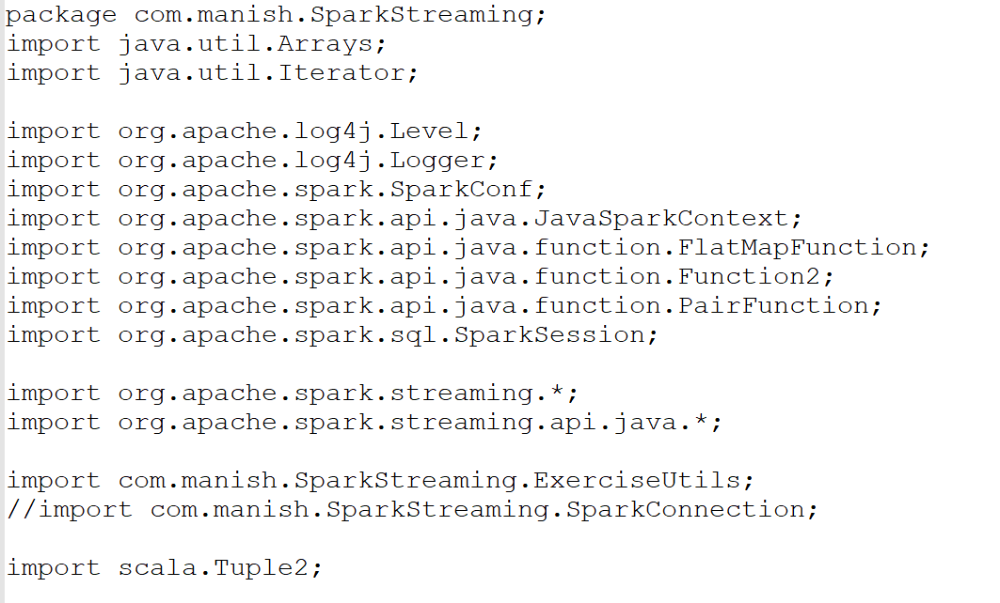 package com.manish.SparkStreaming;
import java.util.Arrays;
import java.util.Iterator;
import org.apache.log4j.Level;
import org.apache.log4j.Logger;
import org.apache.spark.SparkConf;
import org.apache.spark.api.java.JavaSparkContext;
import org.apache.spark.api.java.function.FlatMapFunction;
import org.apache.spark.api.java.function.Function2;
import org.apache.spark.api.java.function.PairFunction;
import org.apache.spark.sql.SparkSession;
import org.apache.spark.streaming.*;
import org.apache.spark.streaming.api.java.*;
import com.manish.SparkStreaming.ExerciseUtils;
//import com.manish.SparkStreaming.SparkConnection;
import scala.Tuple2;